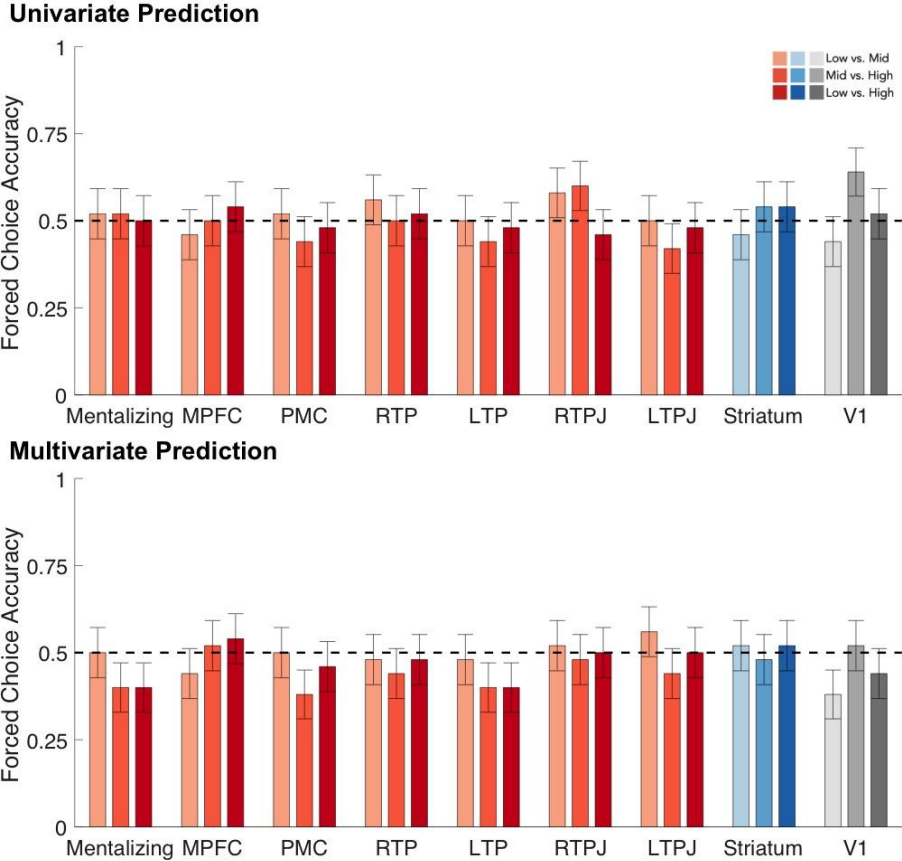 Univariate Prediction
1
0.75
0.5
0.25
0
Forced Choice Accuracy
Low vs. Mid
Mid vs. High
Low vs. High
Mentalizing MPFC PMC RTP LTP RTPJ LTPJ Striatum V1
Multivariate Prediction
1
0.75
0.5
0.25
0
Forced Choice Accuracy
Mentalizing MPFC PMC RTP LTP RTPJ LTPJ Striatum V1